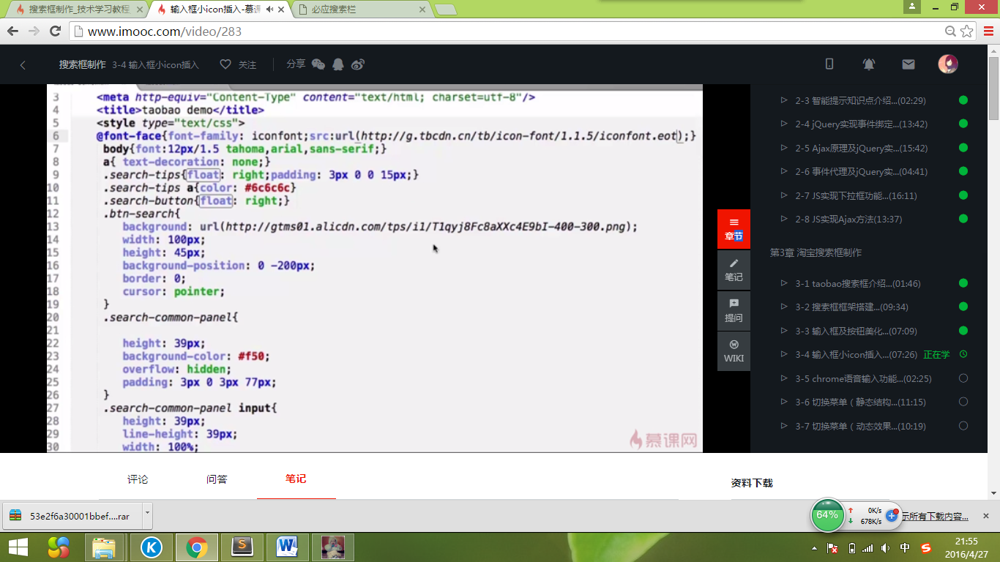 搜索框制作_技术学习教程
输入框小icon插入-慕课
必应搜索栏
www.imooc.com/video/283
搜索框制作 3-4 输入框小icon插入 关注 分享
3 <meta http-equiv="Content-Type" content="text/html; charset=utf-8"/>
4 <title>taobao demo</title>
5 <style type="text/css">
6 @font-face{font-family: iconfont;src:url(http://g.tbcdn.cn/tb/icon-font/1.1.5/iconfont.eot);}
7 body{font:12px/1.5 tahoma,arial,sans-serif;}
8 a{ text-decoration: none;}
9 .search-tips{float: right;padding: 3px 0 0 15px;}
10 .search-tips a{color: #6c6c6c}
11 .search-button{float: right;}
12 .btn-search{
13 background: url(http://gtms01.alicdn.com/tps/i1/T1qyj8Fc8aXXc4E9bI-400-300.png);
14 width: 100px;
15 height: 45px;
16 background-position: 0 -200px;
17 border: 0;
18 cursor: pointer;
19 }
20 .search-common-panel{
21
22 height: 39px;
23 background-color: #f50;
24 overflow: hidden;
25 padding: 3px 0 3px 77px;
26 }
27 .search-common-panel input{
28 height: 39px;
29 line-height: 39px;
30 width: 100%;
慕课网
章节
笔记
提问
WIKI
2-3 智能提示知识点介绍...(02:29)
2-4 jQuery实现事件绑定...(13:42)
2-5 Ajax原理及jQuery实...(15:42)
2-6 事件代理及jQuery实...(04:41)
2-7 JS实现下拉框功能...(16:11)
2-8 JS实现Ajax方法(13:37)
第3章 淘宝搜索框制作
3-1 taobao搜索框介绍...(01:46)
3-2 搜索框框架搭建...(09:34)
3-3 输入框及按钮美化...(07:09)
3-4 输入框小icon插入...(07:26) 正在学
3-5 chrome语音输入功能...(02:25)
3-6 切换菜单（静态结构...(11:15)
3-7 切换菜单（动态效果...(10:19)
评论 问答 笔记
资料下载
53e2f6a30001bbef....rar
64%
0K/s
678K/s
示所有下载内容...
中
21:55
2016/4/27